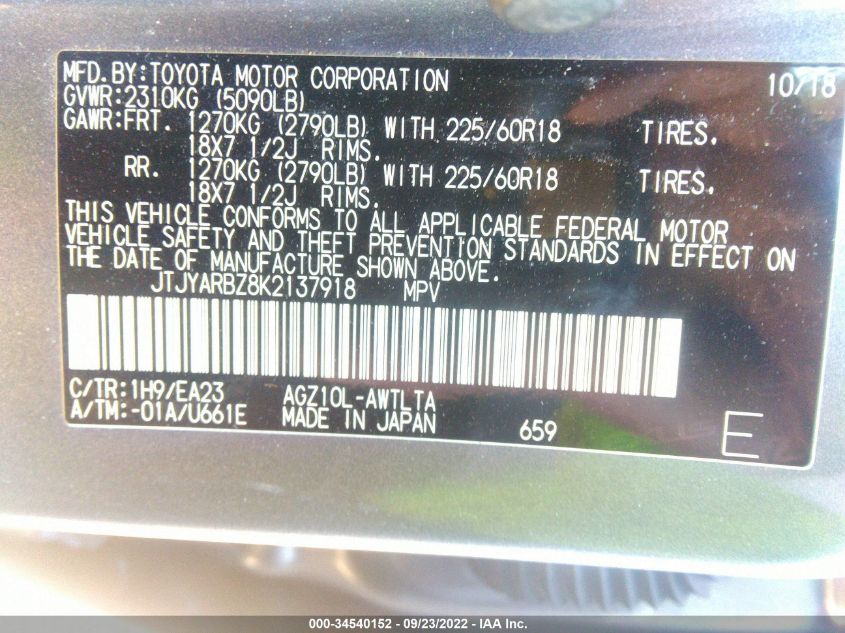 MFD.BY:TOYOTA MOTOR CORPORATION 10/18
GVWR:2310KG (5090LB)
GAWR:FRT. 1270KG (2790LB) WITH 225/60R18 TIRES.
18X7 1/2J RIMS.
RR. 1270KG (2790LB) WITH 225/60R18 TIRES.
18X7 1/2J RIMS.
THIS VEHICLE CONFORMS TO ALL APPLICABLE FEDERAL MOTOR
VEHICLE SAFETY AND THEFT PREVENTION STANDARDS IN EFFECT ON
THE DATE OF MANUFACTURE SHOWN ABOVE.
JTJYARBZ8K2137918 MPV
C/TR:1H9/EA23 AGZ10L-AWTLTA
A/TM:-01A/U661E MADE IN JAPAN 659 E
000-34540152 / 09/23/2022 - IAA Inc.